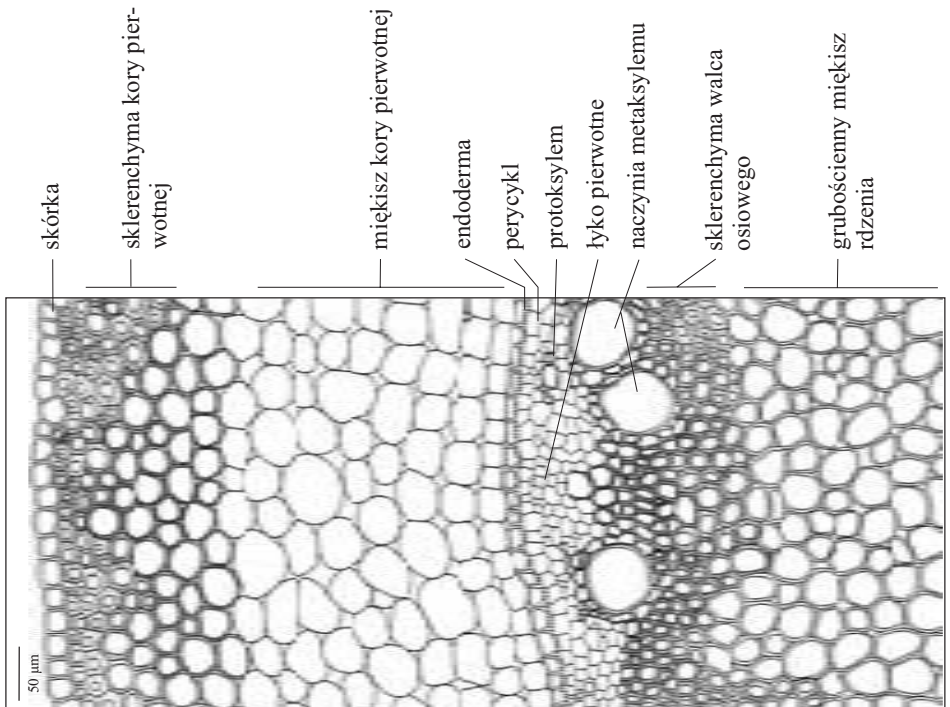 skórka
sklerenchyma kory pier-
wotnej
miękisz kory pierwotnej
endoderma
perycykl
protoksylem
łyko pierwotne
naczynia metaksylemu
sklerenchyma walca
osiowego
grubościenny miękisz
rdzenia
50 µm